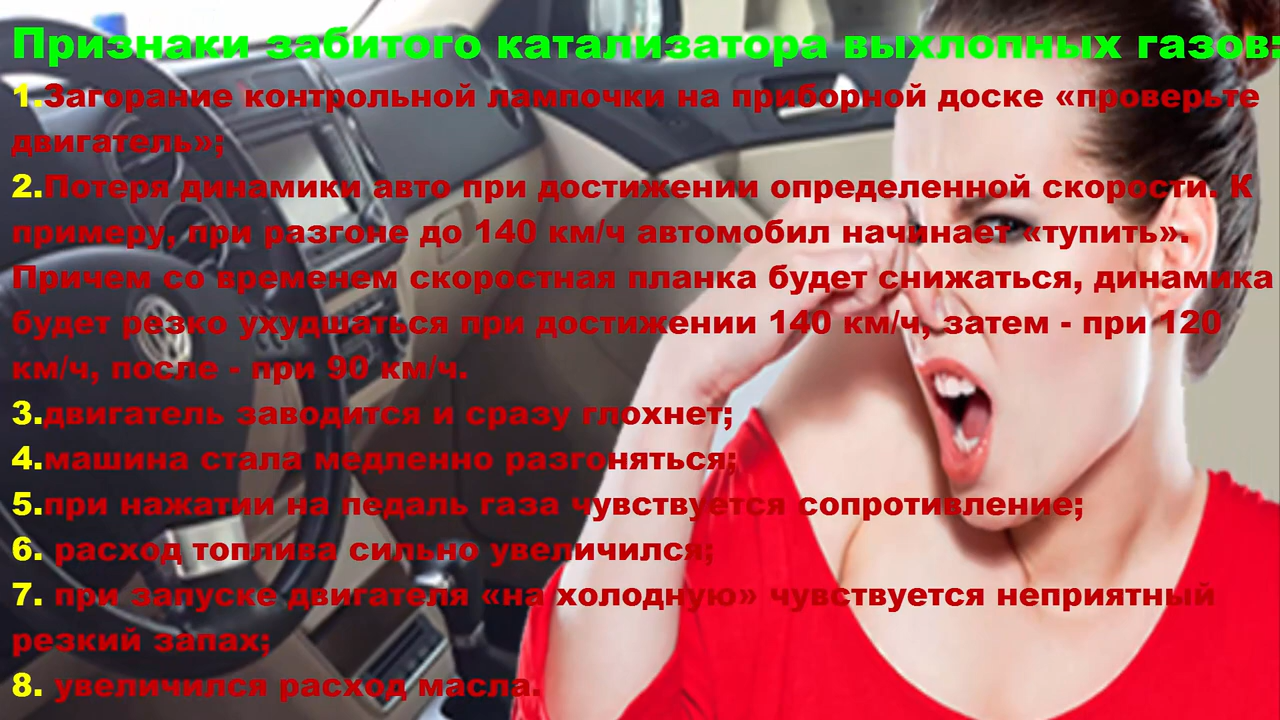 Признаки забитого катализатора выхлопных газов:
1.Загорание контрольной лампочки на приборной доске «проверьте
двигатель»;
2.Потеря динамики авто при достижении определенной скорости. К
примеру, при разгоне до 140 км/ч автомобил начинает «тупить».
Причем со временем скоростная планка будет снижаться, динамика
будет резко ухудшаться при достижении 140 км/ч, затем - при 120
км/ч, после - при 90 км/ч.
3.двигатель заводится и сразу глохнет;
4.машина стала медленно разгоняться;
5.при нажатии на педаль газа чувствуется сопротивление;
6. расход топлива сильно увеличился;
7. при запуске двигателя «на холодную» чувствуется неприятный
резкий запах;
8. увеличился расход масла.